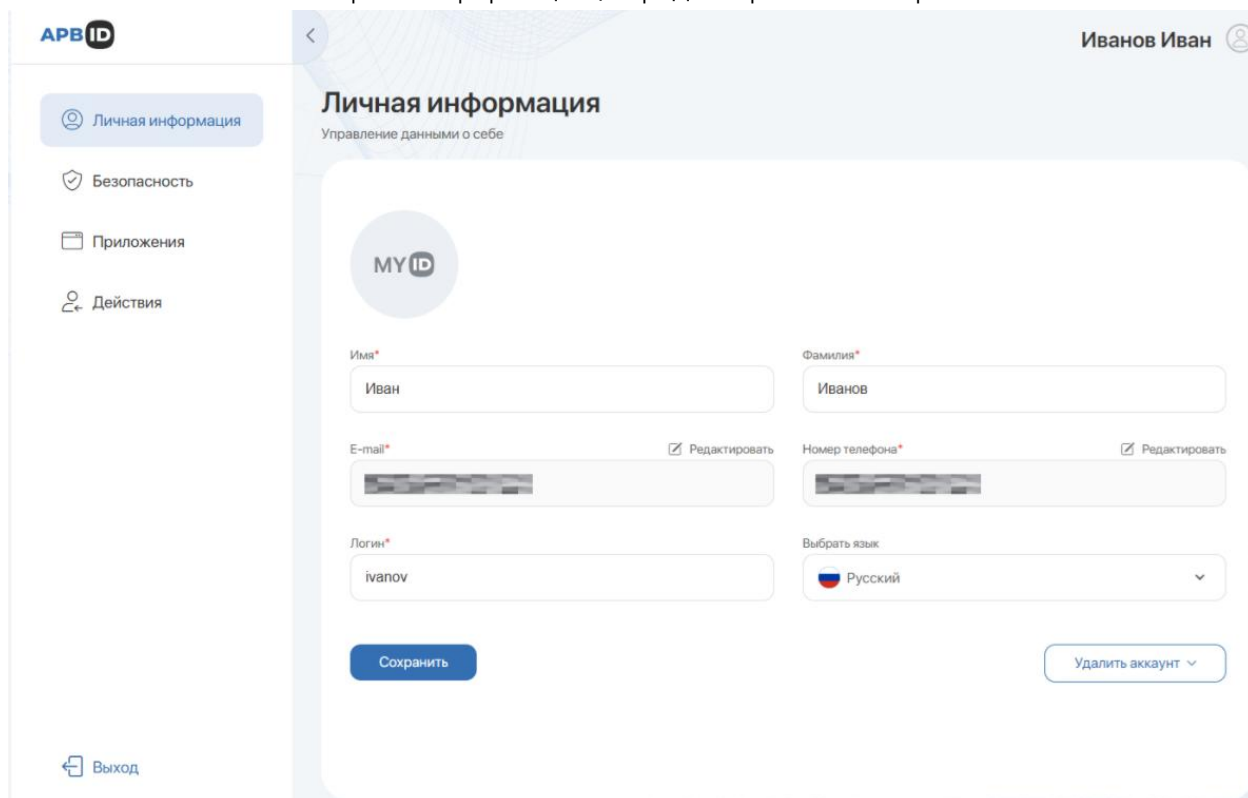 APB ID
Иванов Иван
Личная информация
Личная информация
Управление данными о себе
Безопасность
Приложения
Действия
MY ID
Имя*
Фамилия*
Иван
Иванов
E-mail*
Редактировать
Номер телефона*
Редактировать
Логин*
Выбрать язык
ivanov
Русский
Сохранить
Удалить аккаунт
Выход